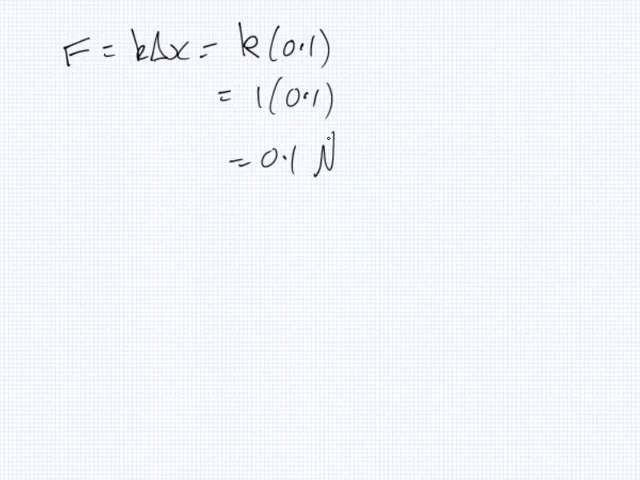 F = kΔx = k(0.1)
= 1(0.1)
= 0.1 N